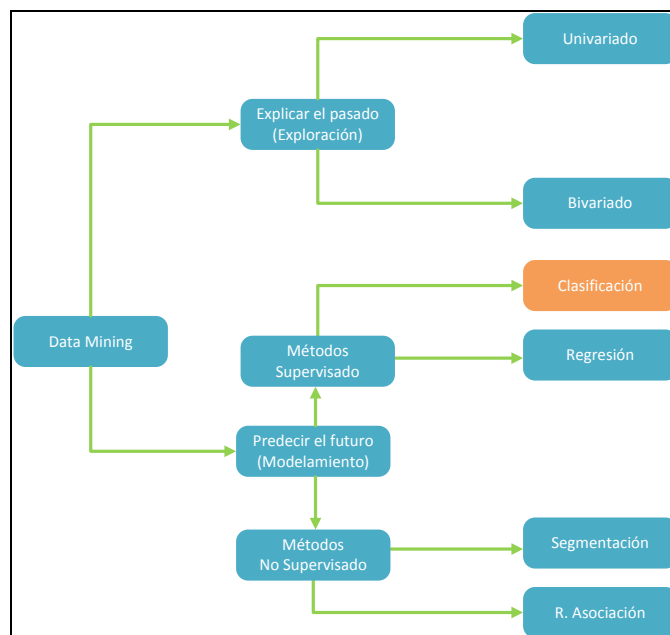 Univariado
Explicar el pasado
(Exploración)
Bivariado
Clasificación
Data Mining
Métodos
Supervisado
Regresión
Predecir el futuro
(Modelamiento)
Métodos
No Supervisado
Segmentación
R. Asociación